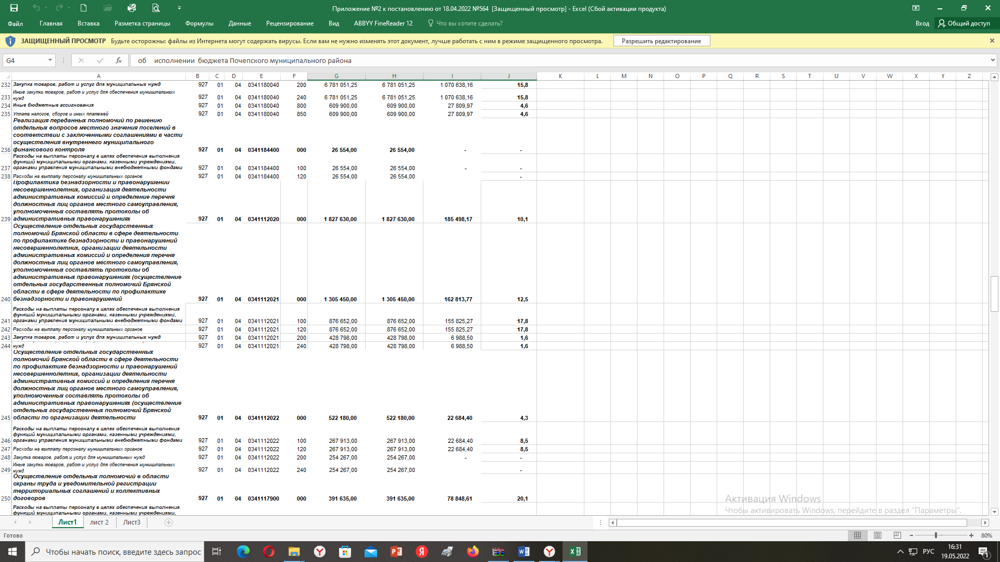 Приложение №2 к постановлению от 18.04.2022 №564 [Защищенный просмотр] - Excel (Сбой активации продукта)
Файл Главная Вставка Разметка страницы Формулы Данные Рецензирование Вид ABBYY FineReader 12 Что вы хотите сделать? Вход Общий доступ
ЗАЩИЩЕННЫЙ ПРОСМОТР Будьте осторожны: файлы из Интернета могут содержать вирусы. Если вам не нужно изменять этот документ, лучше работать с ним в режиме защищенного просмотра. Разрешить редактирование
G4 fx об исполнении бюджета Почепского муниципального района
A B C D E F G H I J K L M N O P Q R S T U V W X Y Z
232 Закупка товаров, работ и услуг для муниципальных нужд 927 01 04 0341180040 200 6 781 051,25 6 781 051,25 1 070 638,16 15,8
Иные закупки товаров, работ и услуг для обеспечения муниципальных
233 нужд 927 01 04 0341180040 240 6 781 051,25 6 781 051,25 1 070 638,16 15,8
234 Иные бюджетные ассигнования 927 01 04 0341180040 800 609 900,00 609 900,00 27 809,97 4,6
235 Уплата налогов, сборов и иных платежей 927 01 04 0341180040 850 609 900,00 609 900,00 27 809,97 4,6
Реализация переданных полномочий по решению
отдельных вопросов местного значения поселений в
соответствии с заключенными соглашениями в части
осуществления внутреннего муниципального
236 финансового контроля 927 01 04 0341184400 000 26 554,00 26 554,00 - -
Расходы на выплаты персоналу в целях обеспечения выполнения
функций муниципальными органами, казенными учреждениями,
237 органами управления муниципальными внебюджетными фондами 927 01 04 0341184400 100 26 554,00 26 554,00 - -
238 Расходы на выплаты персоналу муниципальных органов 927 01 04 0341184400 120 26 554,00 26 554,00 -
Профилактика безнадзорности и правонарушений
несовершеннолетних, организация деятельности
административных комиссий и определение перечня
должностных лиц органов местного самоуправления,
уполномоченных составлять протоколы об
239 административных правонарушениях 927 01 04 0341112020 000 1 827 630,00 1 827 630,00 185 498,17 10,1
Осуществление отдельных государственных
полномочий Брянской области в сфере деятельности
по профилактике безнадзорности и правонарушений
несовершеннолетних, организации деятельности
административных комиссий и определения перечня
должностных лиц органов местного самоуправления,
уполномоченных составлять протоколы об
административных правонарушениях (осуществление
отдельных государственных полномочий Брянской
области в сфере деятельности по профилактике
240 безнадзорности и правонарушений 927 01 04 0341112021 000 1 305 450,00 1 305 450,00 162 813,77 12,5
Расходы на выплаты персоналу в целях обеспечения выполнения
функций муниципальными органами, казенными учреждениями,
241 органами управления муниципальными внебюджетными фондами 927 01 04 0341112021 100 876 652,00 876 652,00 155 825,27 17,8
242 Расходы на выплату персоналу муниципальных органов 927 01 04 0341112021 120 876 652,00 876 652,00 155 825,27 17,8
243 Закупка товаров, работ и услуг для муниципальных нужд 927 01 04 0341112021 200 428 798,00 428 798,00 6 988,50 1,6
244 нужд 927 01 04 0341112021 240 428 798,00 428 798,00 6 988,50 1,6
Осуществление отдельных государственных
полномочий Брянской области в сфере деятельности
по профилактике безнадзорности и правонарушений
несовершеннолетних, организации деятельности
административных комиссий и определения перечня
должностных лиц органов местного самоуправления,
уполномоченных составлять протоколы об
административных правонарушениях (осуществление
отдельных государственных полномочий Брянской
245 области по организации деятельности 927 01 04 0341112022 000 522 180,00 522 180,00 22 684,40 4,3
Расходы на выплаты персоналу в целях обеспечения выполнения
функций муниципальными органами, казенными учреждениями,
246 органами управления муниципальными внебюджетными фондами 927 01 04 0341112022 100 267 913,00 267 913,00 22 684,40 8,5
247 Расходы на выплату персоналу муниципальных органов 927 01 04 0341112022 120 267 913,00 267 913,00 22 684,40 8,5
248 Закупка товаров, работ и услуг для муниципальных нужд 927 01 04 0341112022 200 254 267,00 254 267,00 - -
Иные закупки товаров, работ и услуг для обеспечения муниципальных
249 нужд 927 01 04 0341112022 240 254 267,00 254 267,00 -
Осуществление отдельных полномочий в области
охраны труда и уведомительной регистрации
территориальных соглашений и коллективных
250 договоров 927 01 04 0341117900 000 391 635,00 391 635,00 78 848,61 20,1
Расходы на выплаты персоналу в целях обеспечения выполнения
функций муниципальными органами, казенными учреждениями,
Активация Windows
Чтобы активировать Windows, перейдите в раздел "Параметры".
Лист1 лист 2 Лист3
Готово 80%
Чтобы начать поиск, введите здесь запрос РУС 16:31
19.05.2022 1